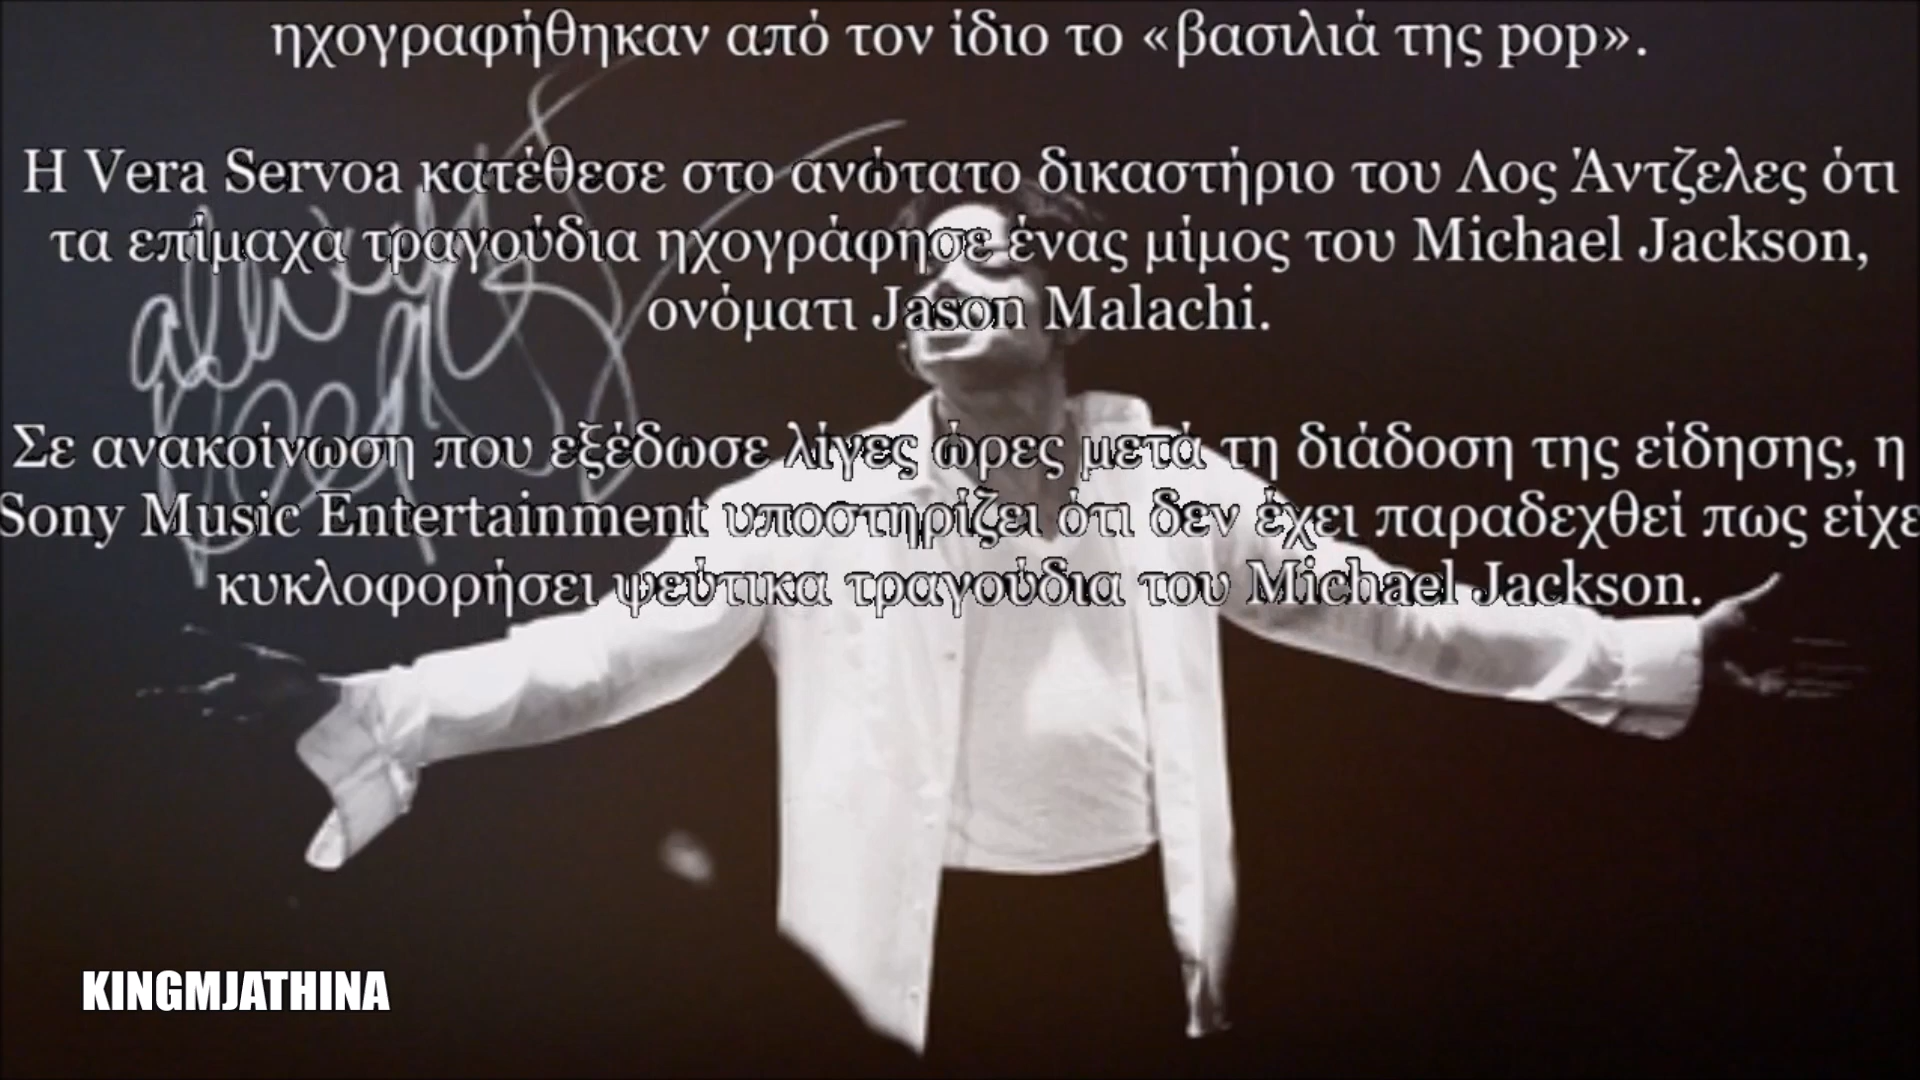 ηχογραφήθηκαν από τον ίδιο το «βασιλιά της pop».
Η Vera Servoa κατέθεσε στο ανώτατο δικαστήριο του Λος Άντζελες ότι
τα επίμαχα τραγούδια ηχογράφησε ένας μίμος του Michael Jackson,
ονόματι Jason Malachi.
Σε ανακοίνωση που εξέδωσε λίγες ώρες μετά τη διάδοση της είδησης, η
Sony Music Entertainment υποστηρίζει ότι δεν έχει παραδεχθεί πως είχε
κυκλοφορήσει ψεύτικα τραγούδια του Michael Jackson.
always
KINGMJATHINA